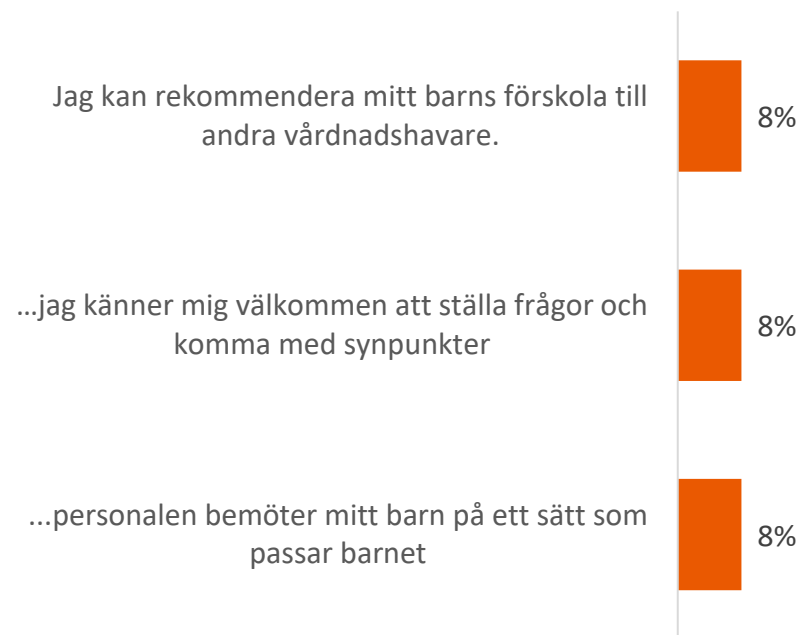 Jag kan rekommendera mitt barns förskola till
andra vårdnadshavare.
8%
…jag känner mig välkommen att ställa frågor och
komma med synpunkter
8%
...personalen bemöter mitt barn på ett sätt som
passar barnet
8%